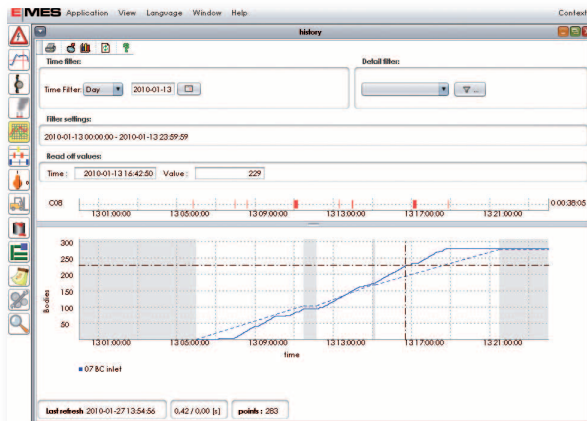 E|MES Application View Language Window Help Context
history
Time filter: Detail filter:
Time Filter: Day 2010-01-13
Filter settings:
2010-01-13 00:00:00 - 2010-01-13 23:59:59
Read off values:
Time : 2010-01-13 16:42:50 Value : 229
C08 0 00:38:05
13 01:00:00 13 05:00:00 13 09:00:00 13 13:00:00 13 17:00:00 13 21:00:00
300
250
200
150
100
50
Bodies
13 01:00:00 13 05:00:00 13 09:00:00 13 13:00:00 13 17:00:00 13 21:00:00
time
07 BC inlet
Last refresh 2010-01-27 13:54:56 0,42 / 0,00 [s] points : 283